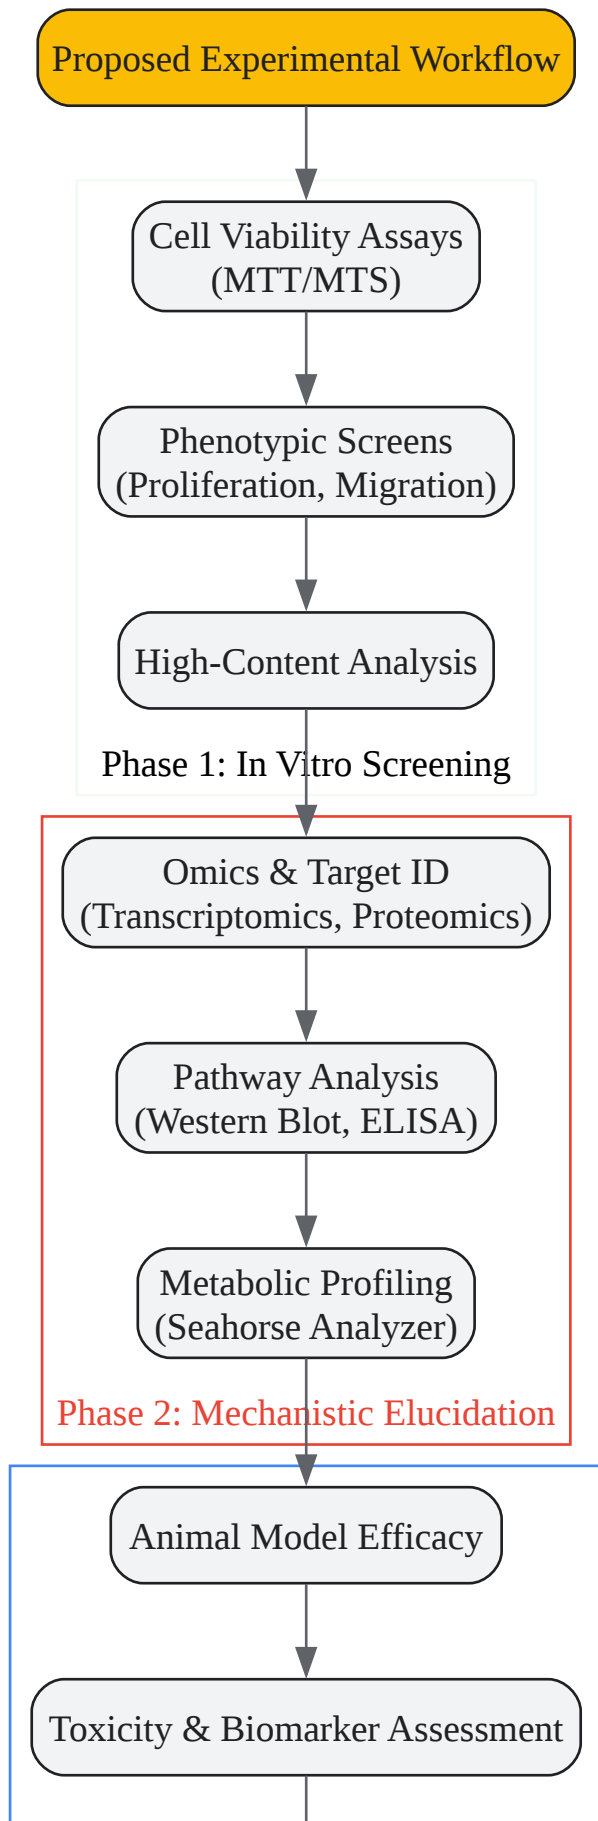 Proposed Experimental Workflow
Cell Viability Assays
(MTT/MTS)
Phenotypic Screens
(Proliferation, Migration)
High-Content Analysis
Phase 1: In Vitro Screening
Omics & Target ID
(Transcriptomics, Proteomics)
Pathway Analysis
(Western Blot, ELISA)
Metabolic Profiling
(Seahorse Analyzer)
Phase 2: Mechanistic Elucidation
Animal Model Efficacy
Toxicity & Biomarker Assessment